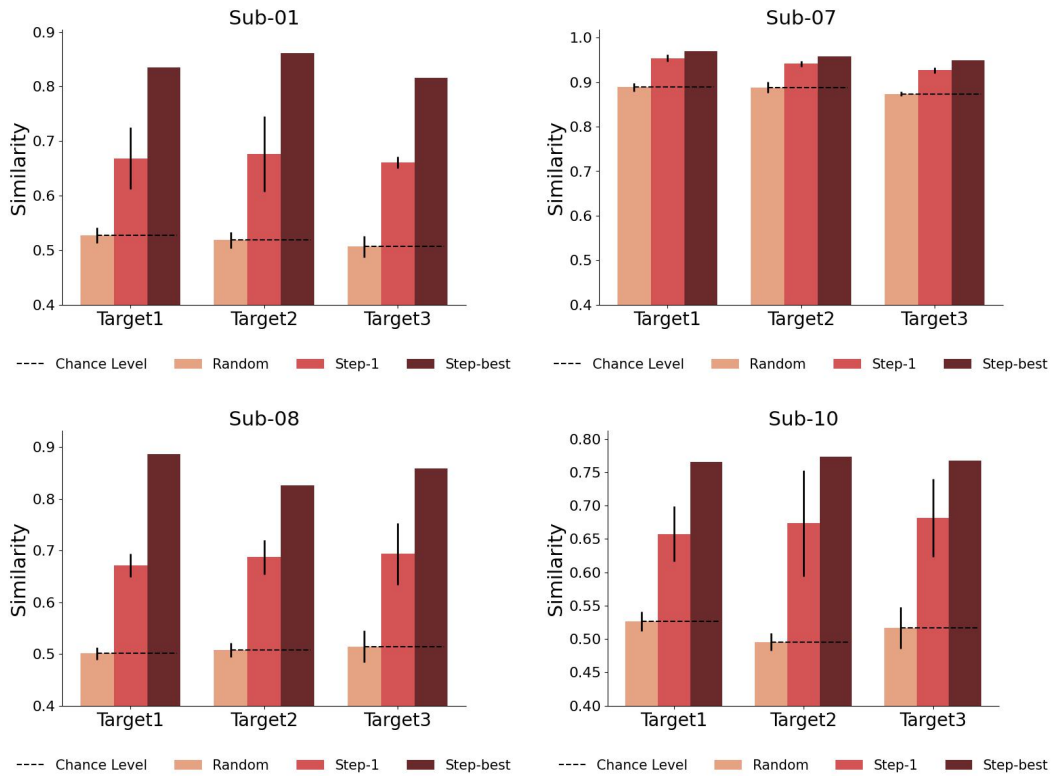 Sub-01
0.9
0.8
0.7
0.6
0.5
0.4
Similarity
Target1 Target2 Target3
Chance Level Random Step-1 Step-best
Sub-07
1.0
0.9
0.8
0.7
0.6
0.5
0.4
Similarity
Target1 Target2 Target3
Chance Level Random Step-1 Step-best
Sub-08
0.9
0.8
0.7
0.6
0.5
0.4
Similarity
Target1 Target2 Target3
Chance Level Random Step-1 Step-best
Sub-10
0.80
0.75
0.70
0.65
0.60
0.55
0.50
0.45
0.40
Similarity
Target1 Target2 Target3
Chance Level Random Step-1 Step-best